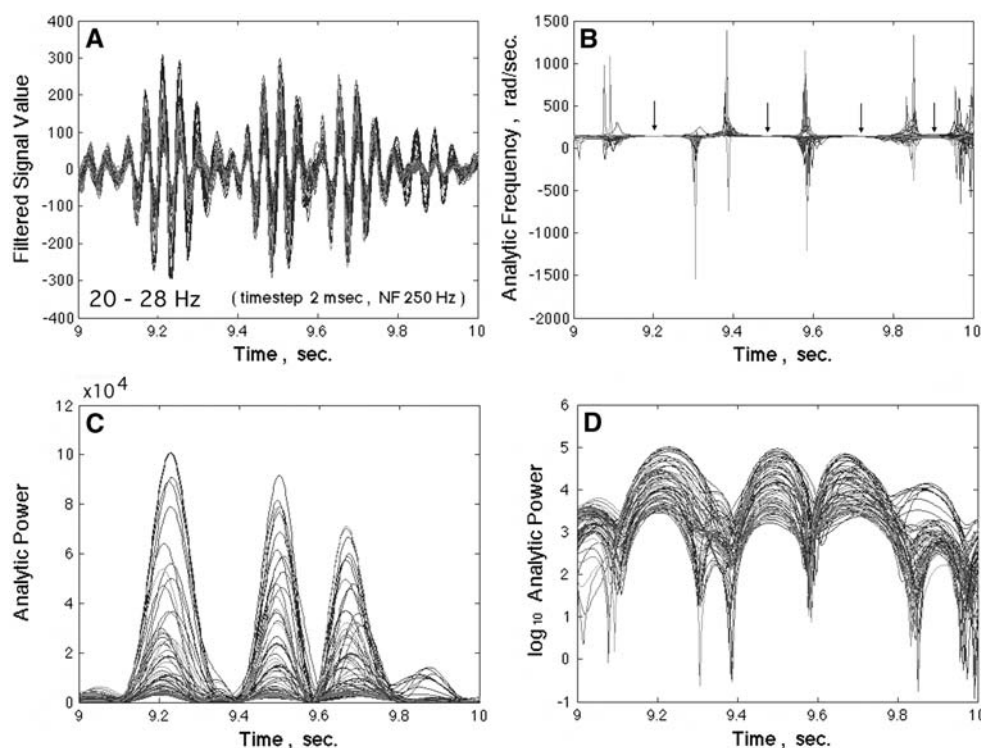 A
Filtered Signal Value
400
300
200
100
0
-100
-200
-300
-400
20 - 28 Hz ( timestep 2 msec , NF 250 Hz )
9 9.2 9.4 9.6 9.8 10
Time , sec.
B
Analytic Frequency , rad/sec.
1500
1000
500
0
-500
-1000
-1500
-2000
9 9.2 9.4 9.6 9.8 10
Time , sec.
x10^4
C
Analytic Power
12
10
8
6
4
2
0
9 9.2 9.4 9.6 9.8 10
Time , sec.
D
log 10 Analytic Power
6
5
4
3
2
1
0
-1
9 9.2 9.4 9.6 9.8 10
Time , sec.